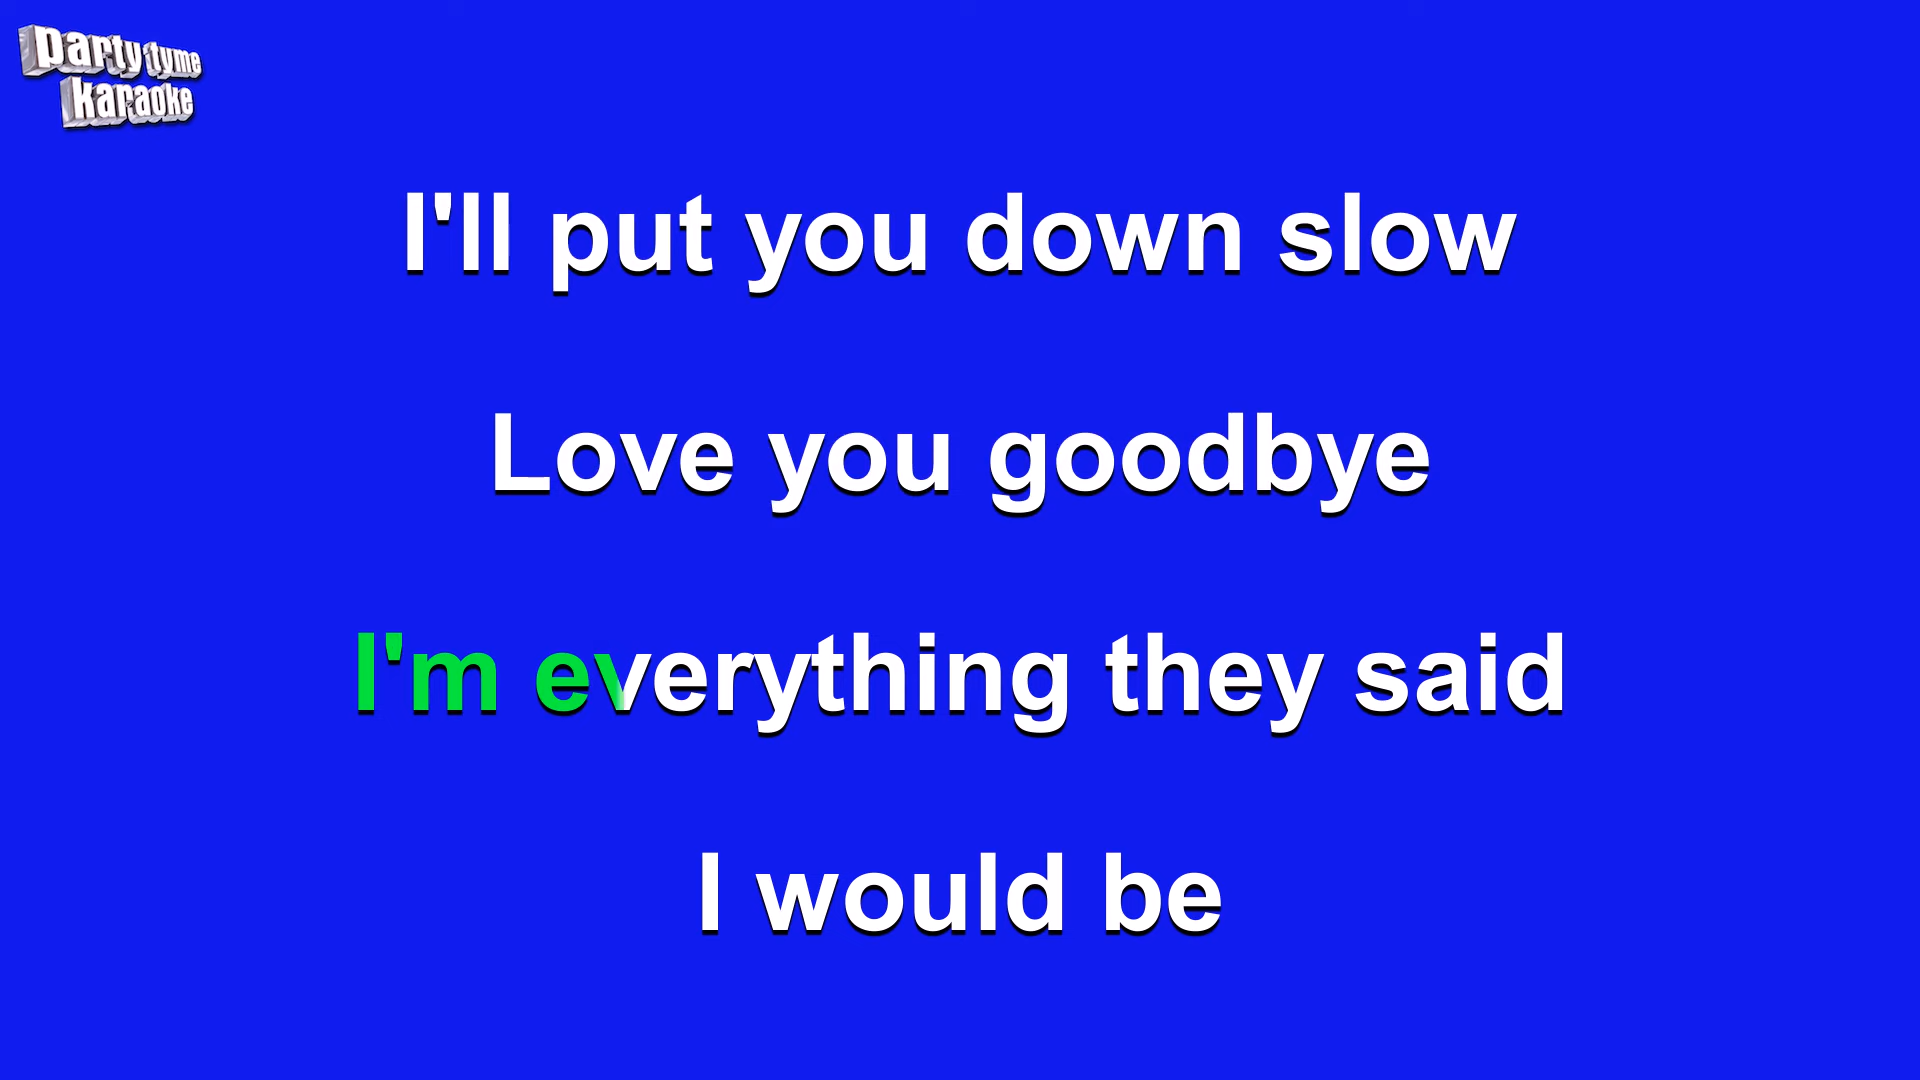 party tyme
karaoke
I'll put you down slow
Love you goodbye
I'm everything they said
I would be